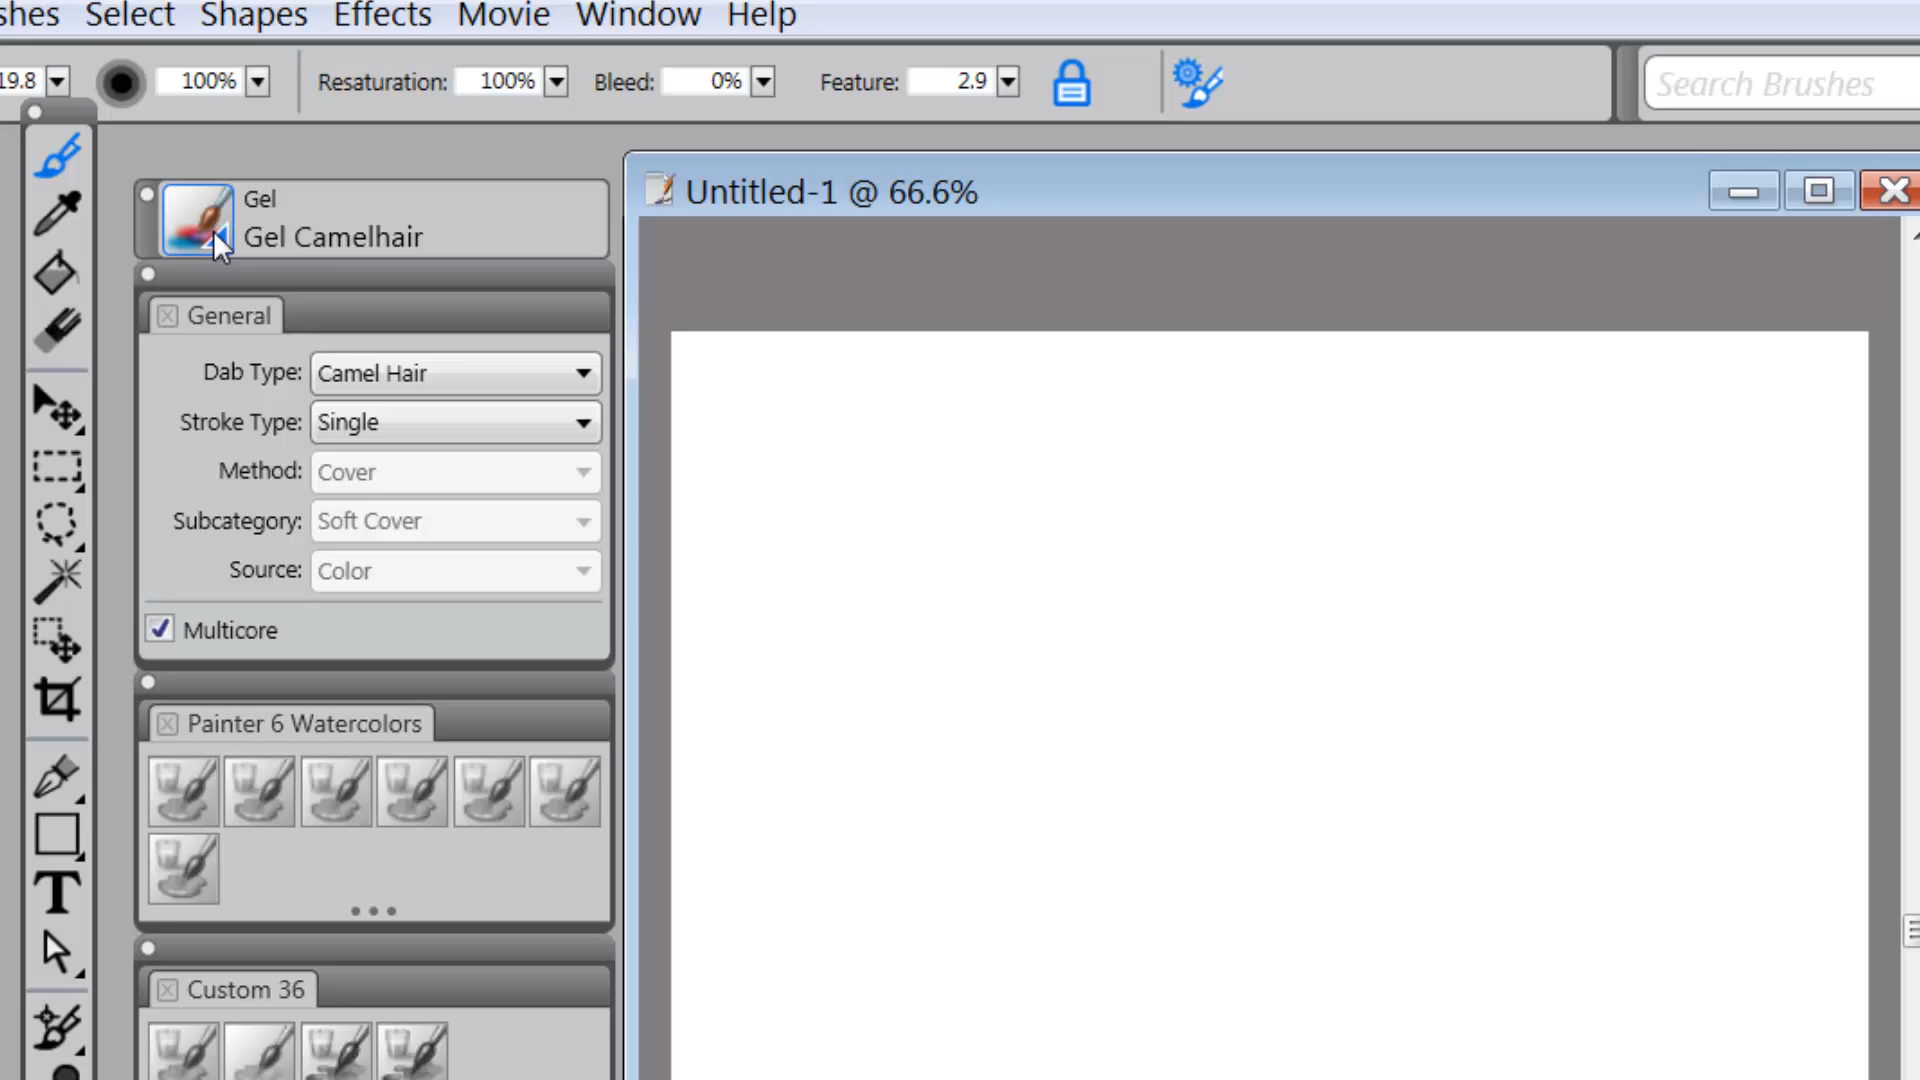 shes Select Shapes Effects Movie Window Help
19.8 100% Resaturation: 100% Bleed: 0% Feature: 2.9 Search Brushes
Gel
Gel Camelhair
Untitled-1 @ 66.6%
General
Dab Type: Camel Hair
Stroke Type: Single
Method: Cover
Subcategory: Soft Cover
Source: Color
Multicore
Painter 6 Watercolors
Custom 36
T